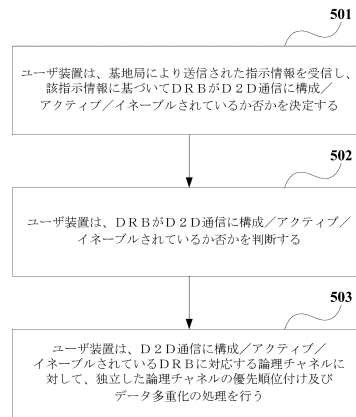 501
ユーザ装置は、基地局により送信された指示情報を受信し、
該指示情報に基づいてDRBがD2D通信に構成／
アクティブ／イネーブルされているか否かを決定する
502
ユーザ装置は、DRBがD2D通信に構成／アクティブ／
イネーブルされているか否かを判断する
503
ユーザ装置は、D2D通信に構成／アクティブ／
イネーブルされているDRBに対応する論理チャネルに
対して、独立した論理チャネルの優先順位付け及び
データ多重化の処理を行う